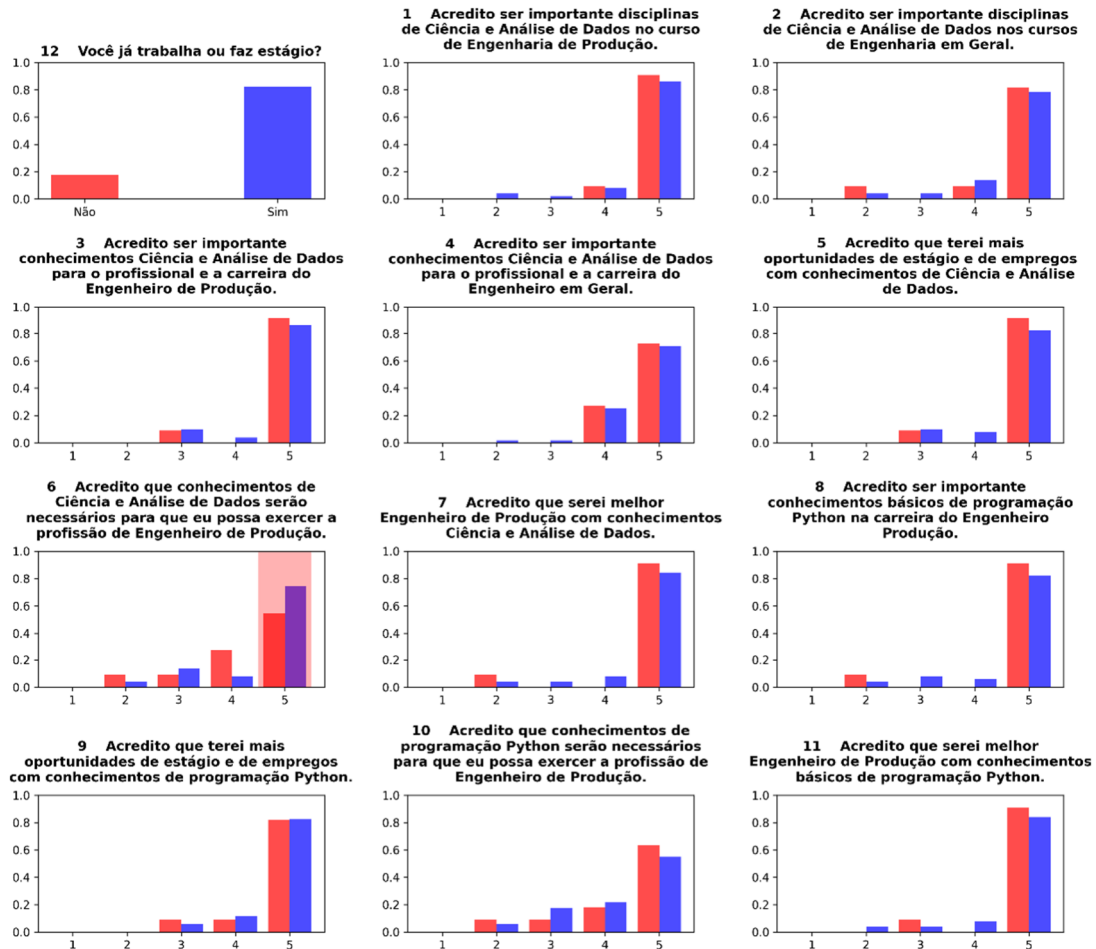 12 Você já trabalha ou faz estágio?
1.0
0.8
0.6
0.4
0.2
0.0
Não Sim
1 Acredito ser importante disciplinas
de Ciência e Análise de Dados no curso
de Engenharia de Produção.
1.0
0.8
0.6
0.4
0.2
0.0
1 2 3 4 5
2 Acredito ser importante disciplinas
de Ciência e Análise de Dados nos cursos
de Engenharia em Geral.
1.0
0.8
0.6
0.4
0.2
0.0
1 2 3 4 5
3 Acredito ser importante
conhecimentos Ciência e Análise de Dados
para o profissional e a carreira do
Engenheiro de Produção.
1.0
0.8
0.6
0.4
0.2
0.0
1 2 3 4 5
4 Acredito ser importante
conhecimentos Ciência e Análise de Dados
para o profissional e a carreira do
Engenheiro em Geral.
1.0
0.8
0.6
0.4
0.2
0.0
1 2 3 4 5
5 Acredito que terei mais
oportunidades de estágio e de empregos
com conhecimentos de Ciência e Análise
de Dados.
1.0
0.8
0.6
0.4
0.2
0.0
1 2 3 4 5
6 Acredito que conhecimentos de
Ciência e Análise de Dados serão
necessários para que eu possa exercer a
profissão de Engenheiro de Produção.
1.0
0.8
0.6
0.4
0.2
0.0
1 2 3 4 5
7 Acredito que serei melhor
Engenheiro de Produção com conhecimentos
Ciência e Análise de Dados.
1.0
0.8
0.6
0.4
0.2
0.0
1 2 3 4 5
8 Acredito ser importante
conhecimentos básicos de programação
Python na carreira do Engenheiro
Produção.
1.0
0.8
0.6
0.4
0.2
0.0
1 2 3 4 5
9 Acredito que terei mais
oportunidades de estágio e de empregos
com conhecimentos de programação Python.
1.0
0.8
0.6
0.4
0.2
0.0
1 2 3 4 5
10 Acredito que conhecimentos de
programação Python serão necessários
para que eu possa exercer a profissão de
Engenheiro de Produção.
1.0
0.8
0.6
0.4
0.2
0.0
1 2 3 4 5
11 Acredito que serei melhor
Engenheiro de Produção com conhecimentos
básicos de programação Python.
1.0
0.8
0.6
0.4
0.2
0.0
1 2 3 4 5